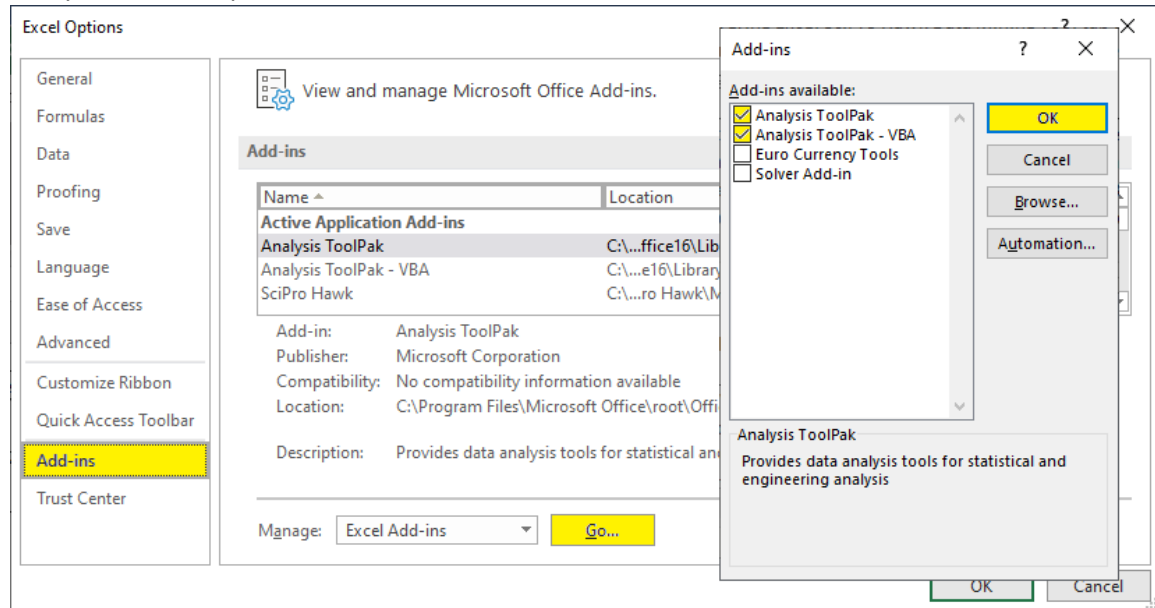 Excel Options
?
General
Formulas
Data
Proofing
Save
Language
Ease of Access
Advanced
Customize Ribbon
Quick Access Toolbar
Add-ins
Trust Center
View and manage Microsoft Office Add-ins.
Add-ins
Name Location
Active Application Add-ins
Analysis ToolPak C:\...ffice16\Lib
Analysis ToolPak - VBA C:\...e16\Library
SciPro Hawk C:\...ro Hawk\M
Add-in: Analysis ToolPak
Publisher: Microsoft Corporation
Compatibility: No compatibility information available
Location: C:\Program Files\Microsoft Office\root\Offi
Description: Provides data analysis tools for statistical an
Manage: Excel Add-ins Go...
OK Cancel
Add-ins ?
Add-ins available:
Analysis ToolPak
Analysis ToolPak - VBA
Euro Currency Tools
Solver Add-in
OK
Cancel
Browse...
Automation...
Analysis ToolPak
Provides data analysis tools for statistical and
engineering analysis